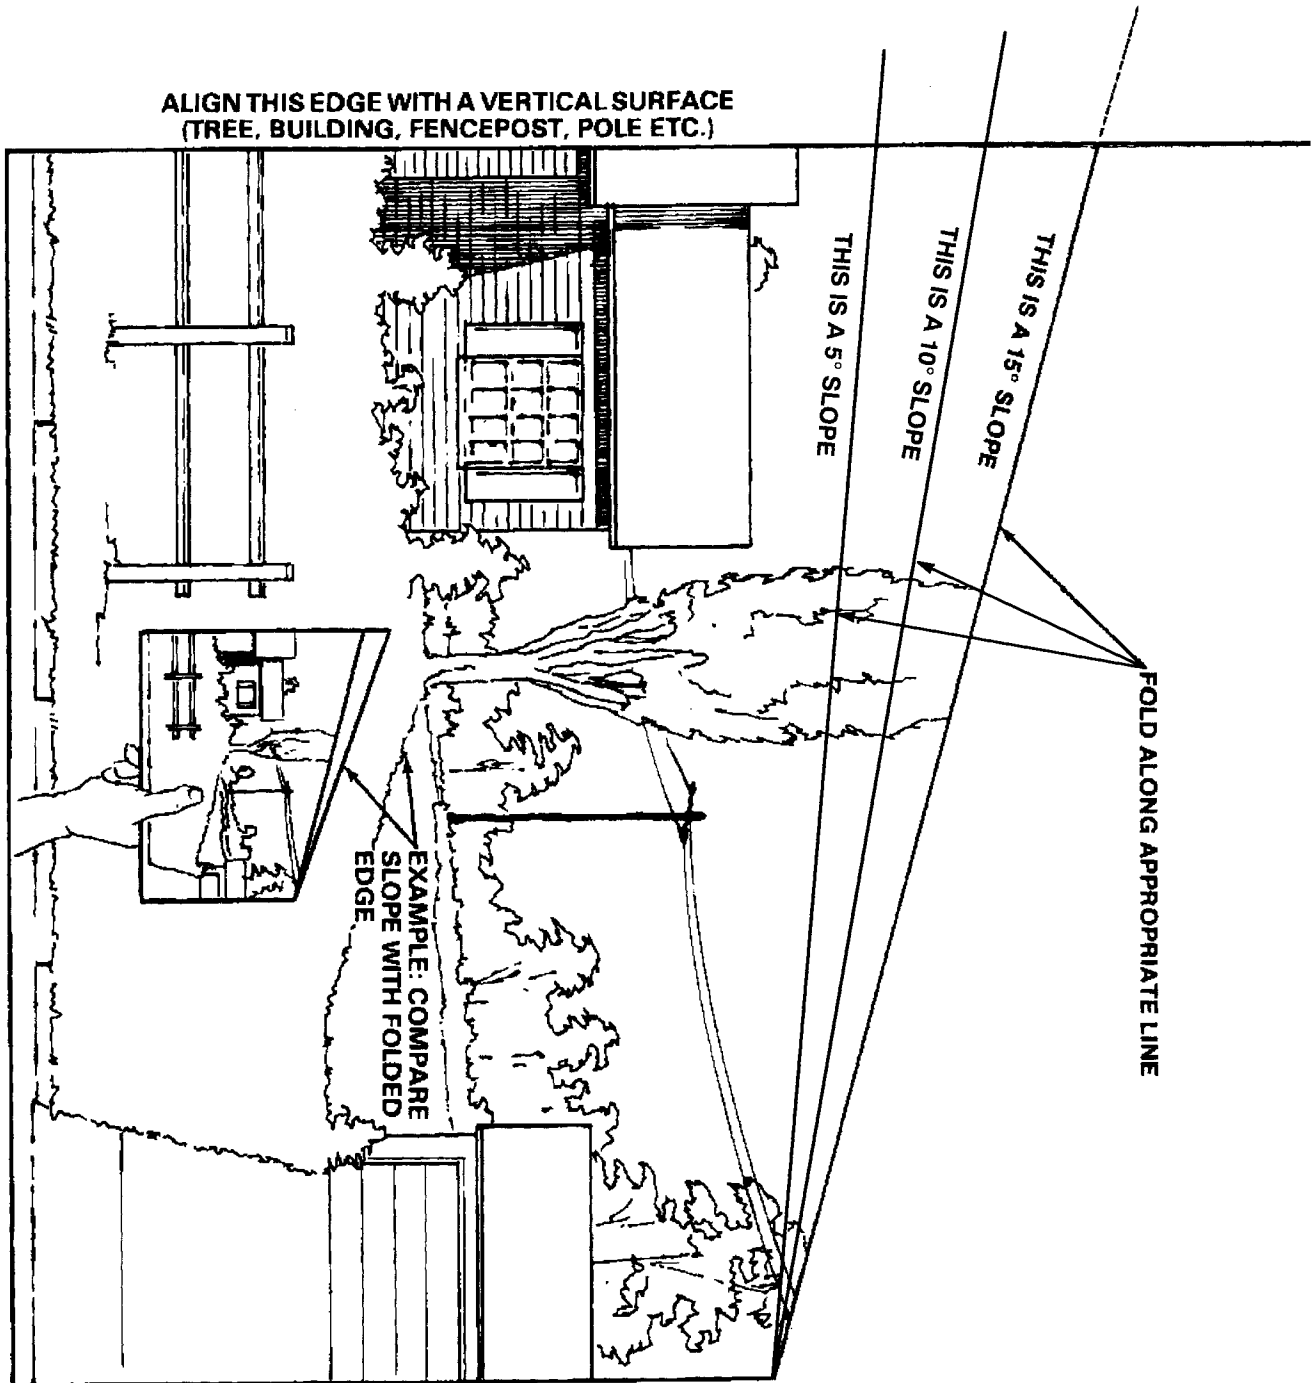 ALIGN THIS EDGE WITH A VERTICAL SURFACE
(TREE, BUILDING, FENCEPOST, POLE ETC.)
THIS IS A 15° SLOPE
THIS IS A 10° SLOPE
THIS IS A 5° SLOPE
FOLD ALONG APPROPRIATE LINE
EXAMPLE: COMPARE
SLOPE WITH FOLDED
EDGE